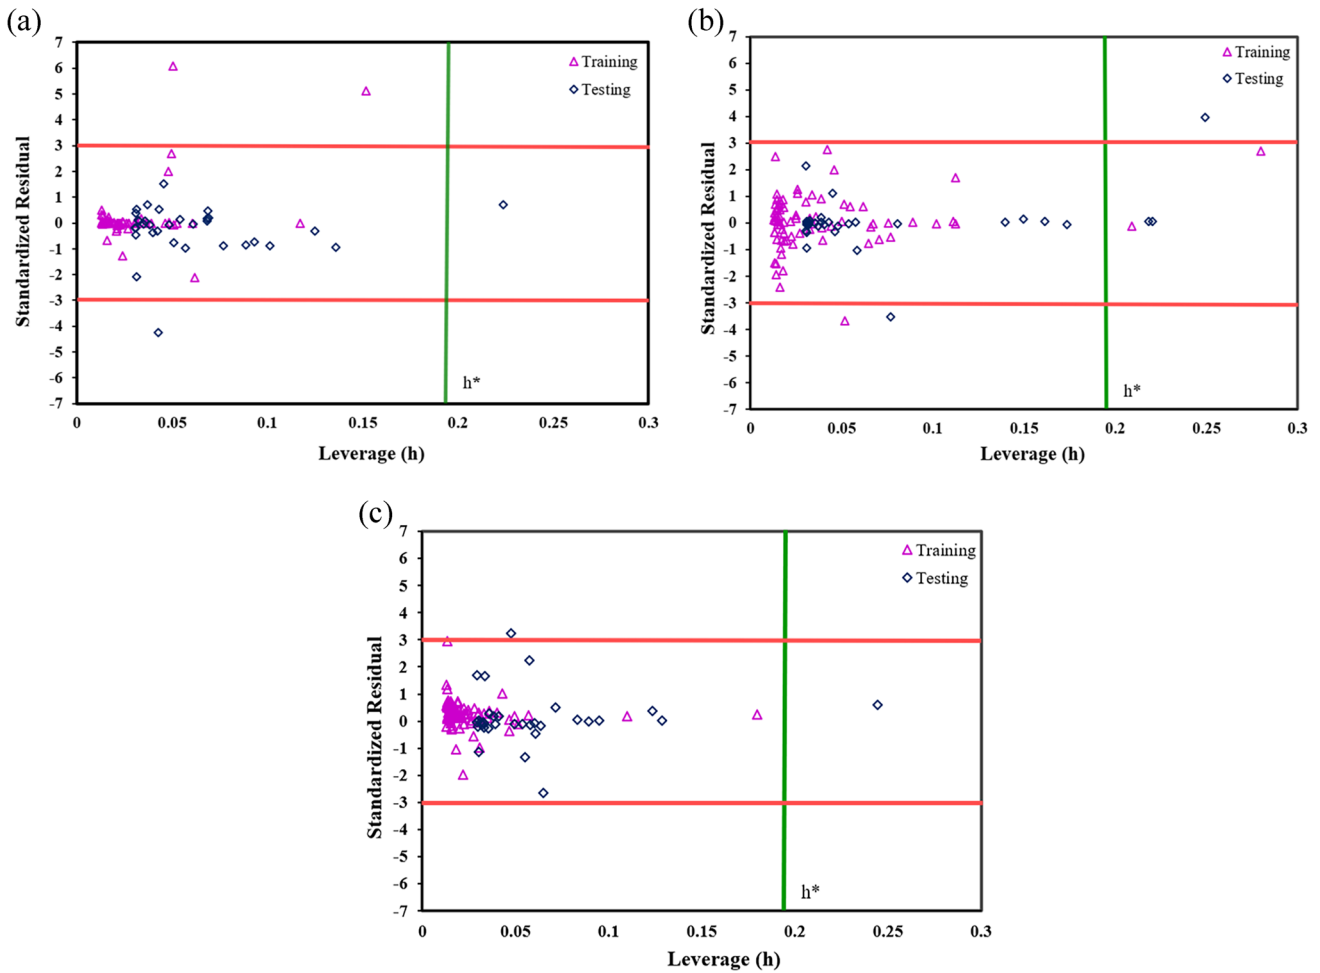 (a)
7
6
5
4
3
2
1
0
-1
-2
-3
-4
-5
-6
-7
Standardized Residual
Training
Testing
h*
0 0.05 0.1 0.15 0.2 0.25 0.3
Leverage (h)
(b)
7
6
5
4
3
2
1
0
-1
-2
-3
-4
-5
-6
-7
Standardized Residual
Training
Testing
h*
0 0.05 0.1 0.15 0.2 0.25 0.3
Leverage (h)
(c)
7
6
5
4
3
2
1
0
-1
-2
-3
-4
-5
-6
-7
Standardized Residual
Training
Testing
h*
0 0.05 0.1 0.15 0.2 0.25 0.3
Leverage (h)